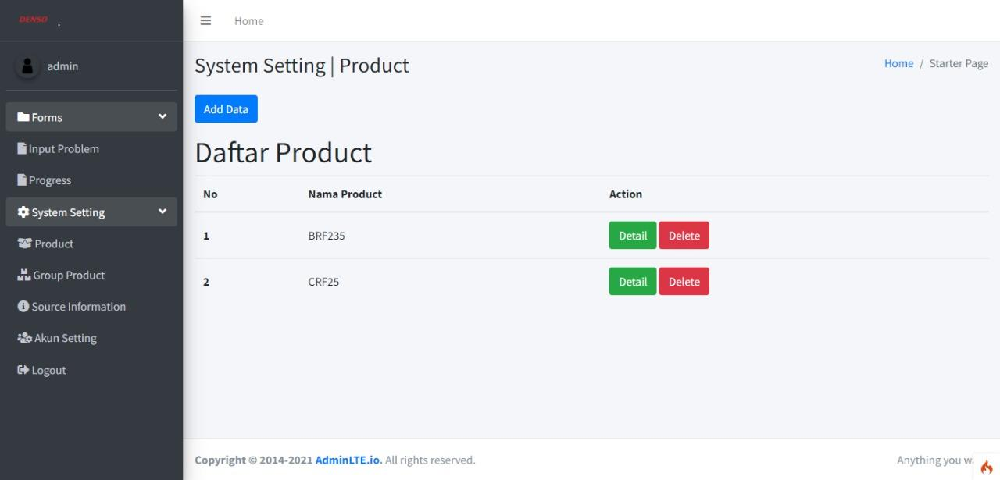 DENSO .
Home
admin
System Setting | Product
Home / Starter Page
Add Data
Forms
Input Problem
Progress
System Setting
Product
Group Product
Source Information
Akun Setting
Logout
Daftar Product
No Nama Product Action
1 BRF235 Detail Delete
2 CRF25 Detail Delete
Copyright © 2014-2021 AdminLTE.io. All rights reserved.
Anything you